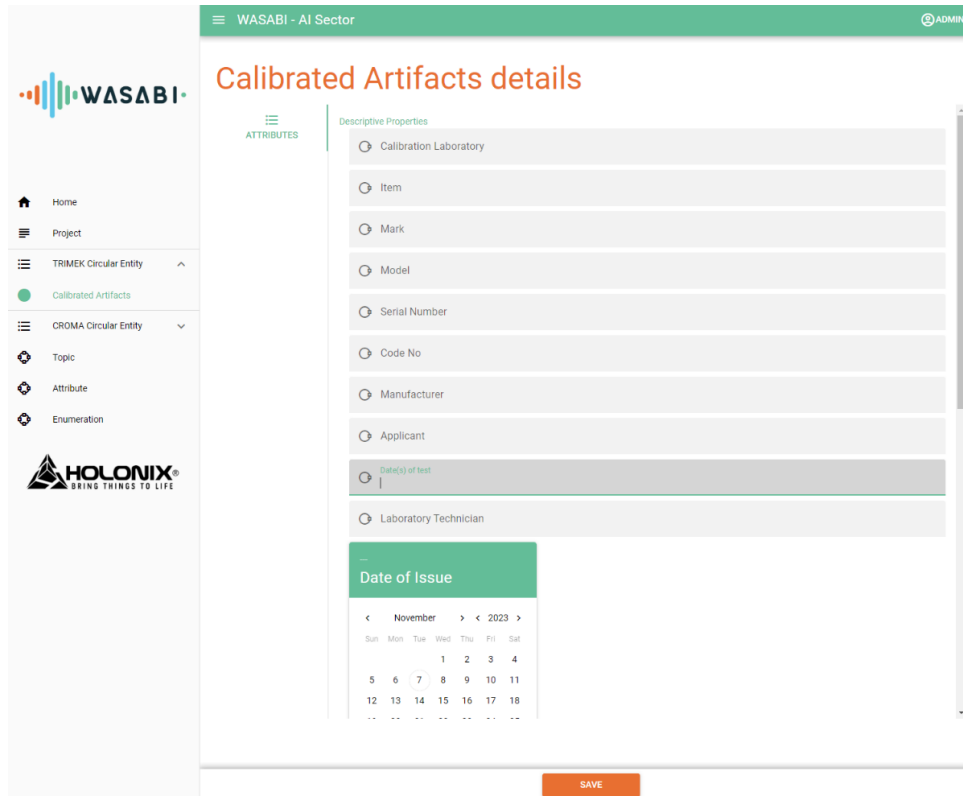 WASABI - AI Sector
ADMIN
WASABI
Home
Project
TRIMEK Circular Entity
Calibrated Artifacts
CROMA Circular Entity
Topic
Attribute
Enumeration
HOLONIX®
BRING THINGS TO LIFE
Calibrated Artifacts details
ATTRIBUTES
Descriptive Properties
Calibration Laboratory
Item
Mark
Model
Serial Number
Code No
Manufacturer
Applicant
Date(s) of test
Laboratory Technician
Date of Issue
November 2023
Sun Mon Tue Wed Thu Fri Sat
1 2 3 4
5 6 7 8 9 10 11
12 13 14 15 16 17 18
SAVE